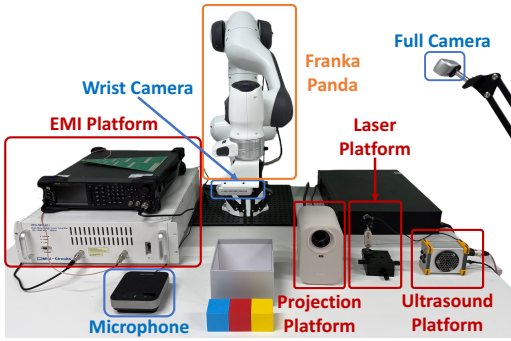 Franka
Panda
Full Camera
Wrist Camera
EMI Platform
Laser
Platform
Microphone
Projection
Platform
Ultrasound
Platform